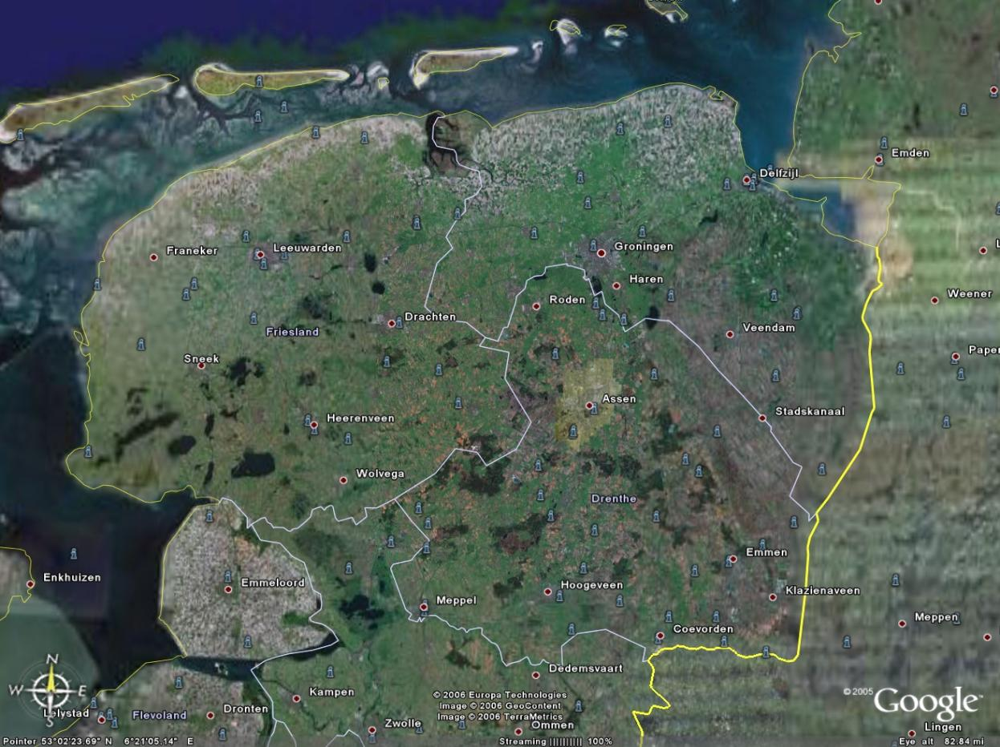 Emden
Delfzijl
Groningen
Franeker
Leeuwarden
Haren
Weener
Roden
Drachten
Veendam
Friesland
Sneek
Assen
Stadskanaal
Heerenveen
Wolvega
Drenthe
Emmen
Enkhuizen
Emmeloord
Hoogeveen
Klazienaveen
Meppel
Meppen
Coevorden
N
Dedemsvaart
W E
Kampen
© 2006 Europa Technologies
Image © 2006 GeoContent
Image © 2006 TerraMetrics
© 2005 Google™
Lelystad
Flevoland
Dronten
S
Zwolle
Ommen
Lingen
Pointer 53°02'23.69" N 6°21'05.14" E
Streaming |||||||||| 100%
Eye alt 82.84 mi